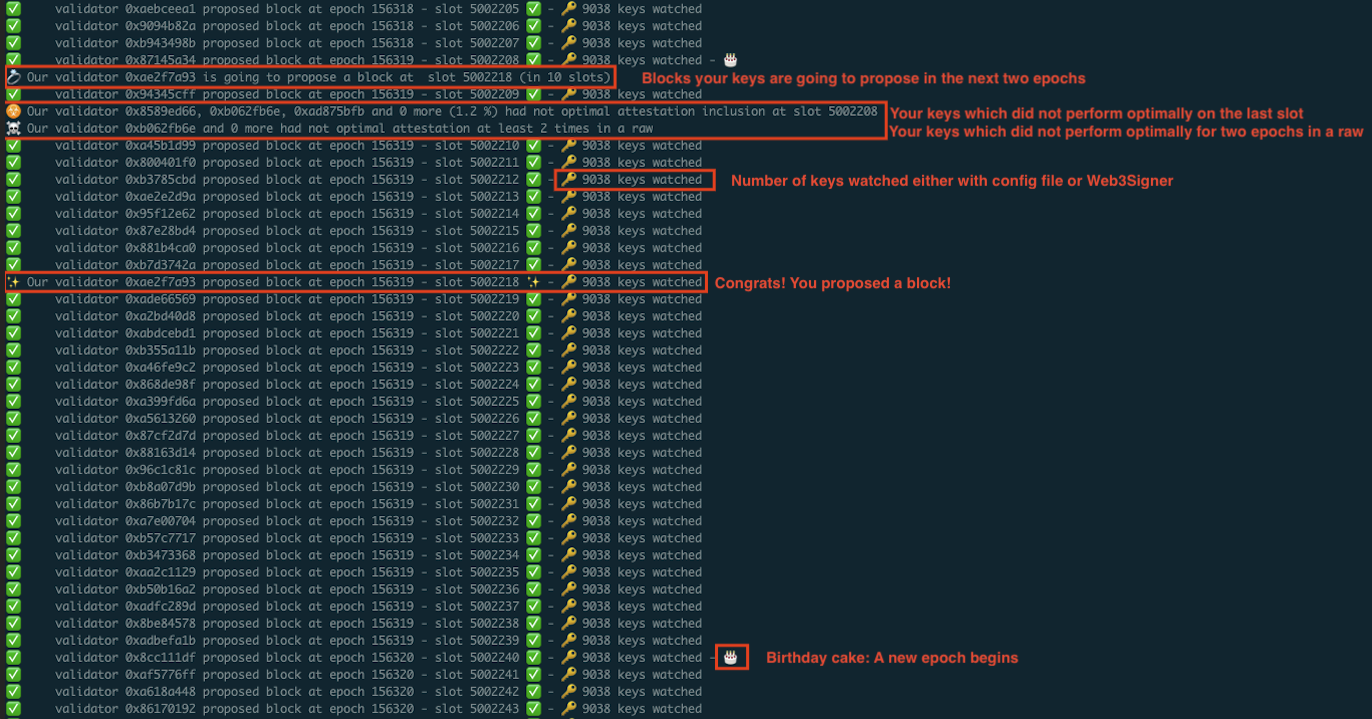 ✅ validator 0xaebceea1 proposed block at epoch 156318 - slot 5002205 ✅ - 🔑 9038 keys watched
✅ validator 0x9094b82a proposed block at epoch 156318 - slot 5002206 ✅ - 🔑 9038 keys watched
✅ validator 0xb943498b proposed block at epoch 156318 - slot 5002207 ✅ - 🔑 9038 keys watched
✅ validator 0x87145a34 proposed block at epoch 156319 - slot 5002208 ✅ - 🔑 9038 keys watched - 🎂
💍 Our validator 0xae2f7a93 is going to propose a block at slot 5002218 (in 10 slots) Blocks your keys are going to propose in the next two epochs
✅ validator 0x94345cff proposed block at epoch 156319 - slot 5002209 ✅ - 🔑 9038 keys watched
Our validator 0x8589ed66, 0xb062fb6e, 0xad875bfb and 0 more (1.2 %) had not optimal attestation inclusion at slot 5002208 Your keys which did not perform optimally on the last slot
☠️ Our validator 0xb062fb6e and 0 more had not optimal attestation at least 2 times in a raw Your keys which did not perform optimally for two epochs in a raw
✅ validator 0xa45b1d99 proposed block at epoch 156319 - slot 5002210 ✅ - 🔑 9038 keys watched
✅ validator 0x800401f0 proposed block at epoch 156319 - slot 5002211 ✅ - 🔑 9038 keys watched
✅ validator 0xb3785cbd proposed block at epoch 156319 - slot 5002212 ✅ - 🔑 9038 keys watched Number of keys watched either with config file or Web3Signer
✅ validator 0xae2e2d9a proposed block at epoch 156319 - slot 5002213 ✅ - 🔑 9038 keys watched
✅ validator 0x95f12e62 proposed block at epoch 156319 - slot 5002214 ✅ - 🔑 9038 keys watched
✅ validator 0x87e28bd4 proposed block at epoch 156319 - slot 5002215 ✅ - 🔑 9038 keys watched
✅ validator 0x881b4ca0 proposed block at epoch 156319 - slot 5002216 ✅ - 🔑 9038 keys watched
✅ validator 0xb7d3742a proposed block at epoch 156319 - slot 5002217 ✅ - 🔑 9038 keys watched
✨ Our validator 0xae2f7a93 proposed block at epoch 156319 - slot 5002218 ✨ - 🔑 9038 keys watched Congrats! You proposed a block!
✅ validator 0xade66569 proposed block at epoch 156319 - slot 5002219 ✅ - 🔑 9038 keys watched
✅ validator 0xa2bd40d8 proposed block at epoch 156319 - slot 5002220 ✅ - 🔑 9038 keys watched
✅ validator 0xabdcebd1 proposed block at epoch 156319 - slot 5002221 ✅ - 🔑 9038 keys watched
✅ validator 0xb355a11b proposed block at epoch 156319 - slot 5002222 ✅ - 🔑 9038 keys watched
✅ validator 0xa46fe9c2 proposed block at epoch 156319 - slot 5002223 ✅ - 🔑 9038 keys watched
✅ validator 0x868de98f proposed block at epoch 156319 - slot 5002224 ✅ - 🔑 9038 keys watched
✅ validator 0xa399fd6a proposed block at epoch 156319 - slot 5002225 ✅ - 🔑 9038 keys watched
✅ validator 0xa5613260 proposed block at epoch 156319 - slot 5002226 ✅ - 🔑 9038 keys watched
✅ validator 0x87cf2d7d proposed block at epoch 156319 - slot 5002227 ✅ - 🔑 9038 keys watched
✅ validator 0x88163d14 proposed block at epoch 156319 - slot 5002228 ✅ - 🔑 9038 keys watched
✅ validator 0x96c1c81c proposed block at epoch 156319 - slot 5002229 ✅ - 🔑 9038 keys watched
✅ validator 0xb8a07d9b proposed block at epoch 156319 - slot 5002230 ✅ - 🔑 9038 keys watched
✅ validator 0x86b7b17c proposed block at epoch 156319 - slot 5002231 ✅ - 🔑 9038 keys watched
✅ validator 0xa7e00704 proposed block at epoch 156319 - slot 5002232 ✅ - 🔑 9038 keys watched
✅ validator 0xb57c7717 proposed block at epoch 156319 - slot 5002233 ✅ - 🔑 9038 keys watched
✅ validator 0xb3473368 proposed block at epoch 156319 - slot 5002234 ✅ - 🔑 9038 keys watched
✅ validator 0xaa2c1129 proposed block at epoch 156319 - slot 5002235 ✅ - 🔑 9038 keys watched
✅ validator 0xb50b16a2 proposed block at epoch 156319 - slot 5002236 ✅ - 🔑 9038 keys watched
✅ validator 0xadfc289d proposed block at epoch 156319 - slot 5002237 ✅ - 🔑 9038 keys watched
✅ validator 0x8be84578 proposed block at epoch 156319 - slot 5002238 ✅ - 🔑 9038 keys watched
✅ validator 0xadbefa1b proposed block at epoch 156319 - slot 5002239 ✅ - 🔑 9038 keys watched
✅ validator 0x8cc111df proposed block at epoch 156320 - slot 5002240 ✅ - 🔑 9038 keys watched - 🎂 Birthday cake: A new epoch begins
✅ validator 0xaf5776ff proposed block at epoch 156320 - slot 5002241 ✅ - 🔑 9038 keys watched
✅ validator 0xa618a448 proposed block at epoch 156320 - slot 5002242 ✅ - 🔑 9038 keys watched
✅ validator 0x86170192 proposed block at epoch 156320 - slot 5002243 ✅ - 🔑 9038 keys watched